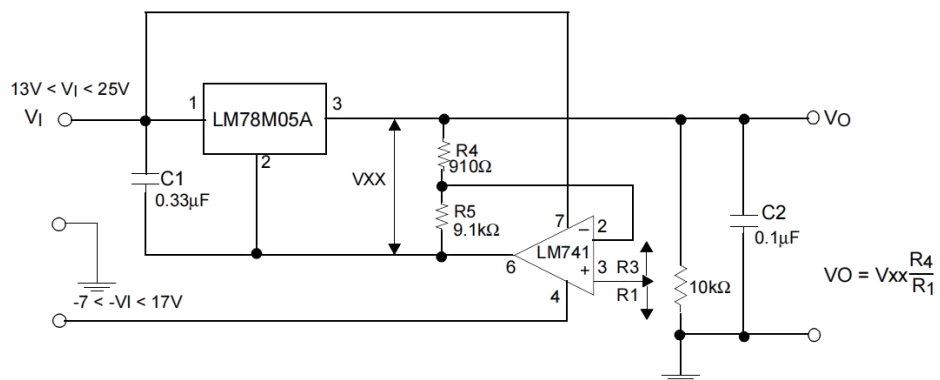 13V < VI < 25V
VI
1
LM78M05A
3
VO
2
C1
0.33µF
VXX
R4
910Ω
R5
9.1kΩ
7
−
2
LM741
6
+
3
R3
R1
4
10kΩ
C2
0.1µF
VO = Vxx R4/R1
-7 < -VI < 17V